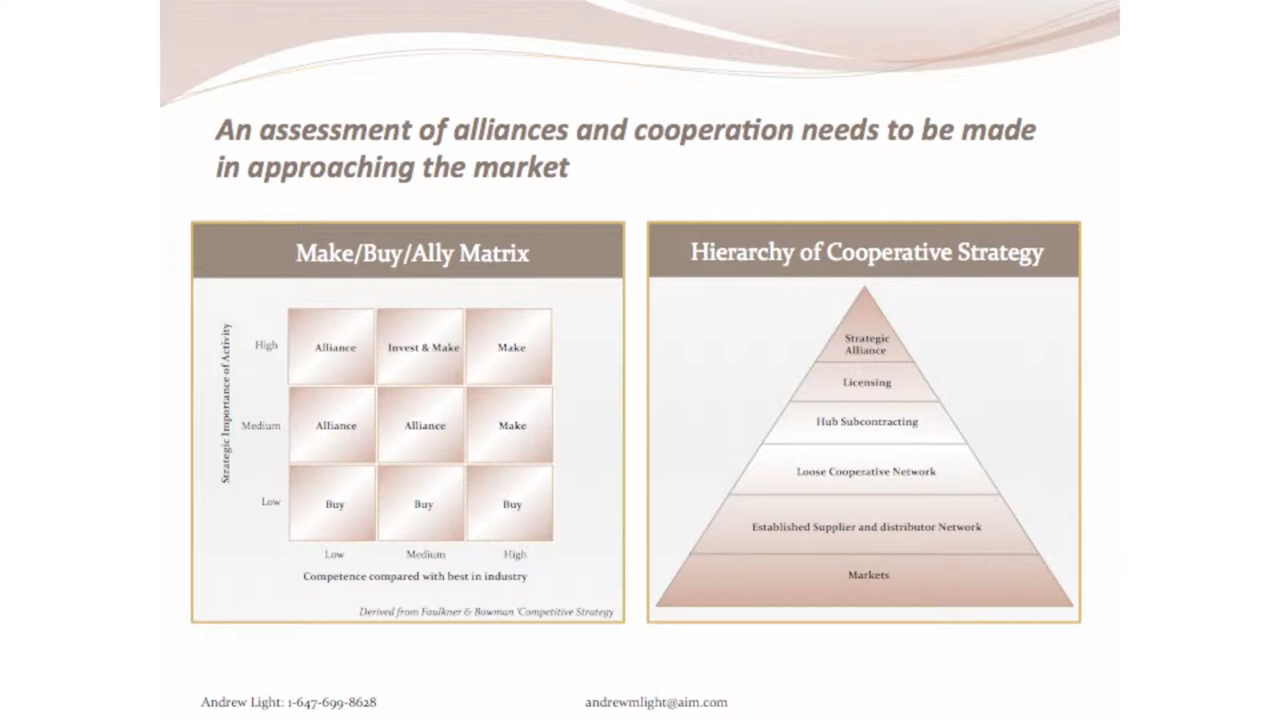 An assessment of alliances and cooperation needs to be made
in approaching the market
Make/Buy/Ally Matrix
Strategic Importance of Activity
High
Alliance
Invest & Make
Make
Medium
Alliance
Alliance
Make
Low
Buy
Buy
Buy
Low
Medium
High
Competence compared with best in industry
Derived from Faulkner & Bowman 'Competitive Strategy
Hierarchy of Cooperative Strategy
Strategic
Alliance
Licensing
Hub Subcontracting
Loose Cooperative Network
Established Supplier and distributor Network
Markets
Andrew Light: 1-647-699-8628
andrewmlight@aim.com